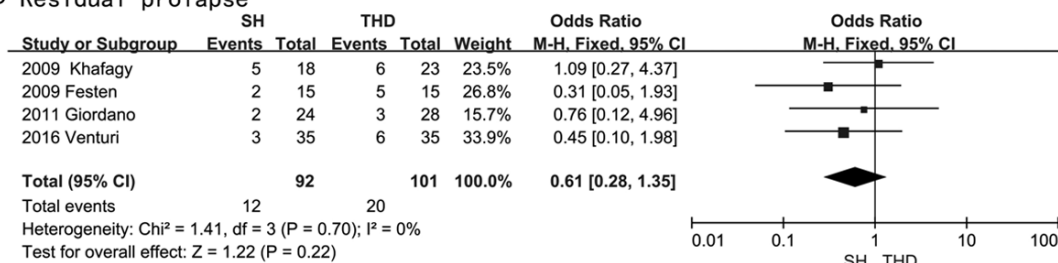 Residual prolapse
SH THD Odds Ratio Odds Ratio
Study or Subgroup Events Total Events Total Weight M-H, Fixed, 95% CI M-H, Fixed, 95% CI
2009 Khafagy 5 18 6 23 23.5% 1.09 [0.27, 4.37]
2009 Festen 2 15 5 15 26.8% 0.31 [0.05, 1.93]
2011 Giordano 2 24 3 28 15.7% 0.76 [0.12, 4.96]
2016 Venturi 3 35 6 35 33.9% 0.45 [0.10, 1.98]
Total (95% CI) 92 101 100.0% 0.61 [0.28, 1.35]
Total events 12 20
Heterogeneity: Chi² = 1.41, df = 3 (P = 0.70); I² = 0%
Test for overall effect: Z = 1.22 (P = 0.22)
0.01 0.1 1 10 100
SH THD